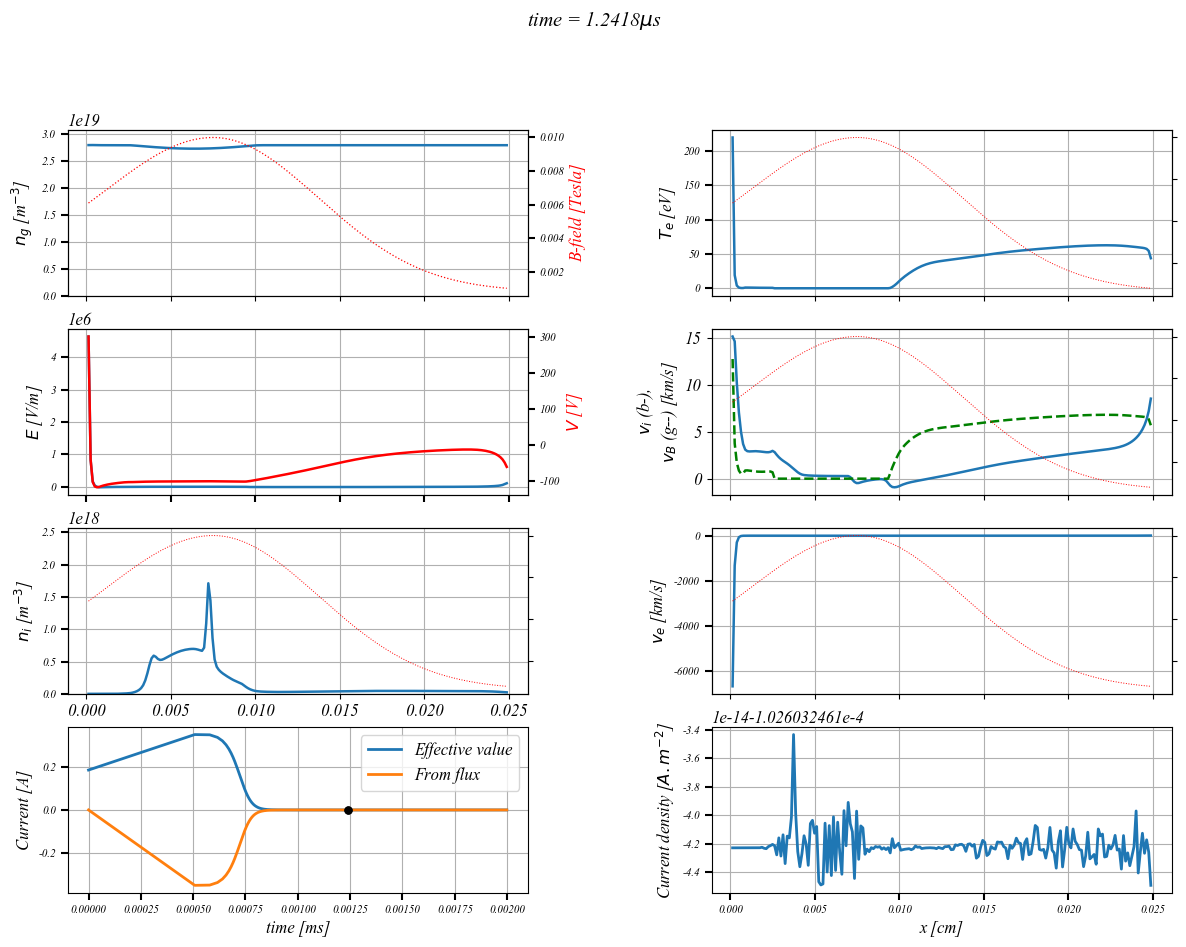 time = 1.2418μs
1e19
3.0
2.5
2.0
1.5
1.0
0.5
0.0
n_g [m^{-3}]
0.010
0.008
0.006
0.004
0.002
B-field [Tesla]
200
150
100
50
0
T_e [eV]
1e6
4
3
2
1
0
E [V/m]
300
200
100
0
-100
V [V]
15
10
5
0
v_i (b-),
v_B (g--) [km/s]
1e18
2.5
2.0
1.5
1.0
0.5
0.0
n_i [m^{-3}]
0.000 0.005 0.010 0.015 0.020 0.025
0
-2000
-4000
-6000
v_e [km/s]
0.2
0.0
-0.2
Current [A]
Effective value
From flux
0.00000 0.00025 0.00050 0.00075 0.00100 0.00125 0.00150 0.00175 0.00200
time [ms]
1e-14-1.026032461e-4
-3.4
-3.6
-3.8
-4.0
-4.2
-4.4
Current density [A.m^{-2}]
0.000 0.005 0.010 0.015 0.020 0.025
x [cm]